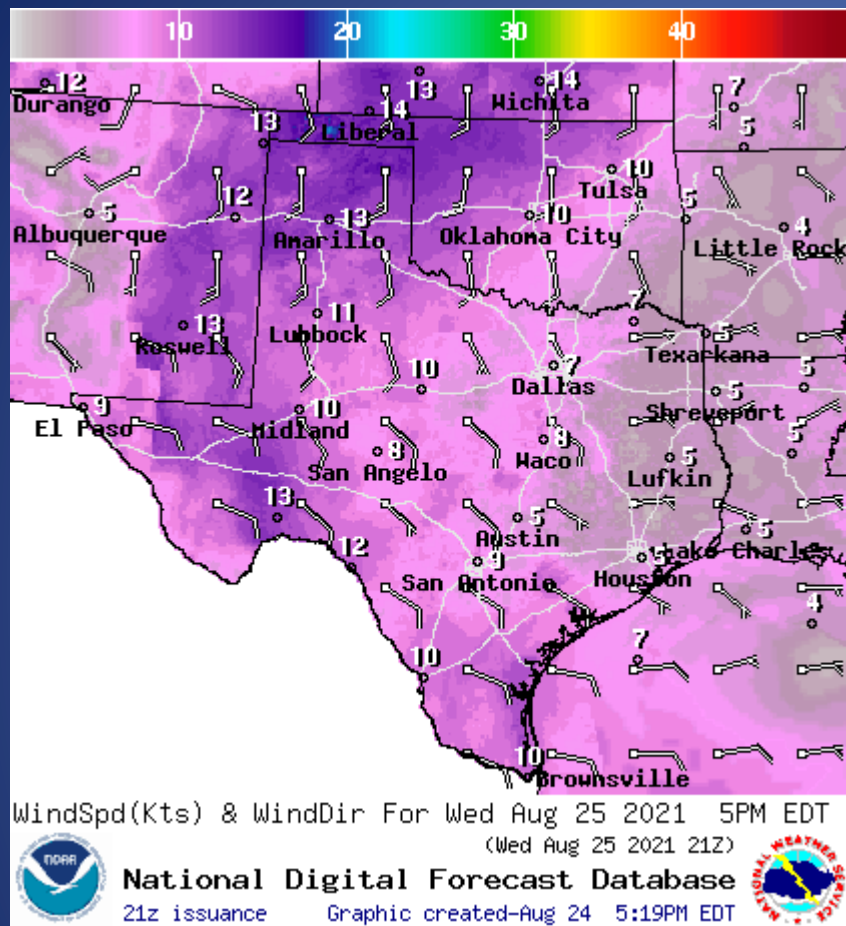 10 20 30 40
12 13 14 7
Durango Wichita
14
Liberal
13 5
10
Tulsa
12 13 10 5
5 4
Albuquerque Amarillo Oklahoma City Little Rock
13 11 7
Roswell Lubbock 5
Texarkana
7
Dallas
10 5 5
9 10 Shreveport
El Paso Midland
8 8 5
San Angelo Waco Lufkin 5
13 5 5
Austin
12 9 5 Lake Charles
San Antonio Houston
4
10 7
10
Brownsville
WindSpd(Kts) & WindDir For Wed Aug 25 2021 5PM EDT
(Wed Aug 25 2021 21Z)
noaa
National Digital Forecast Database
21z issuance Graphic created-Aug 24 5:19PM EDT
NATIONAL WEATHER SERVICE